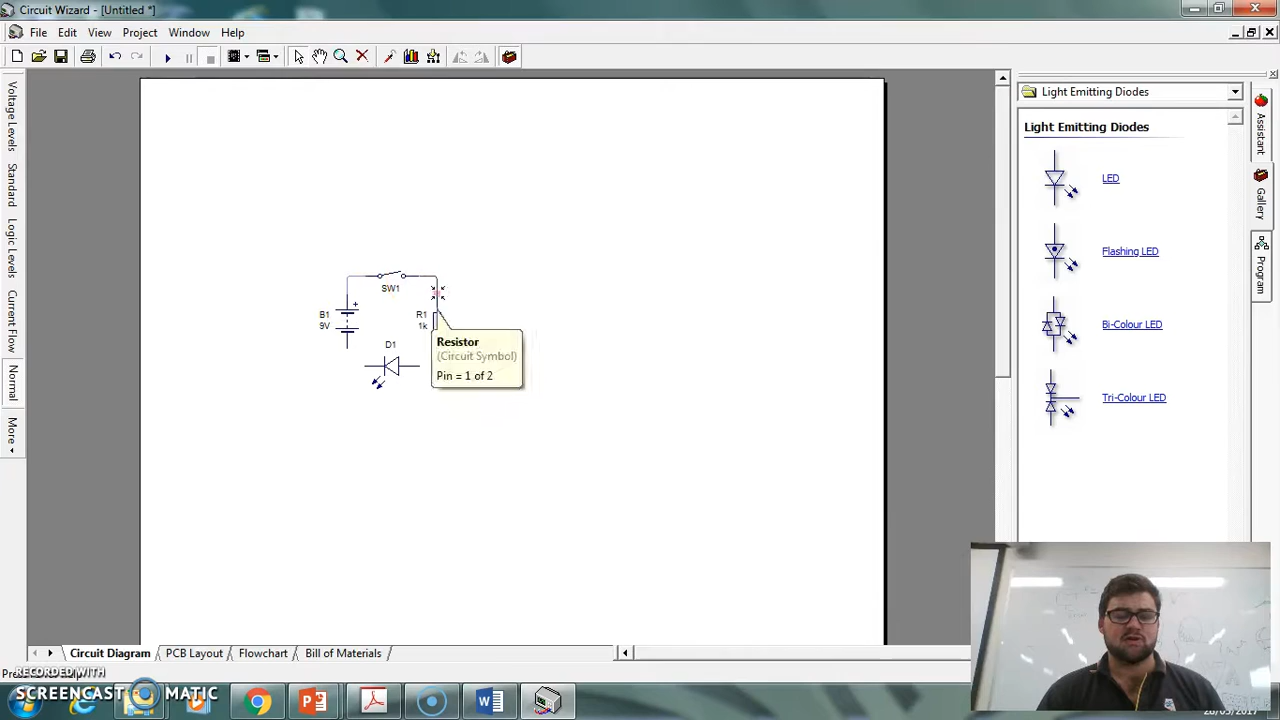 Circuit Wizard - [Untitled *]
File Edit View Project Window Help
Voltage Levels
Standard
Logic Levels
Current Flow
Normal
More
Light Emitting Diodes
Light Emitting Diodes
LED
Flashing LED
Bi-Colour LED
Tri-Colour LED
Assistant
Gallery
Program
SW1
B1
9V
R1
1k
D1
Resistor
(Circuit Symbol)
Pin = 1 of 2
Circuit Diagram PCB Layout Flowchart Bill of Materials
RECORDED WITH
SCREENCAST MATIC